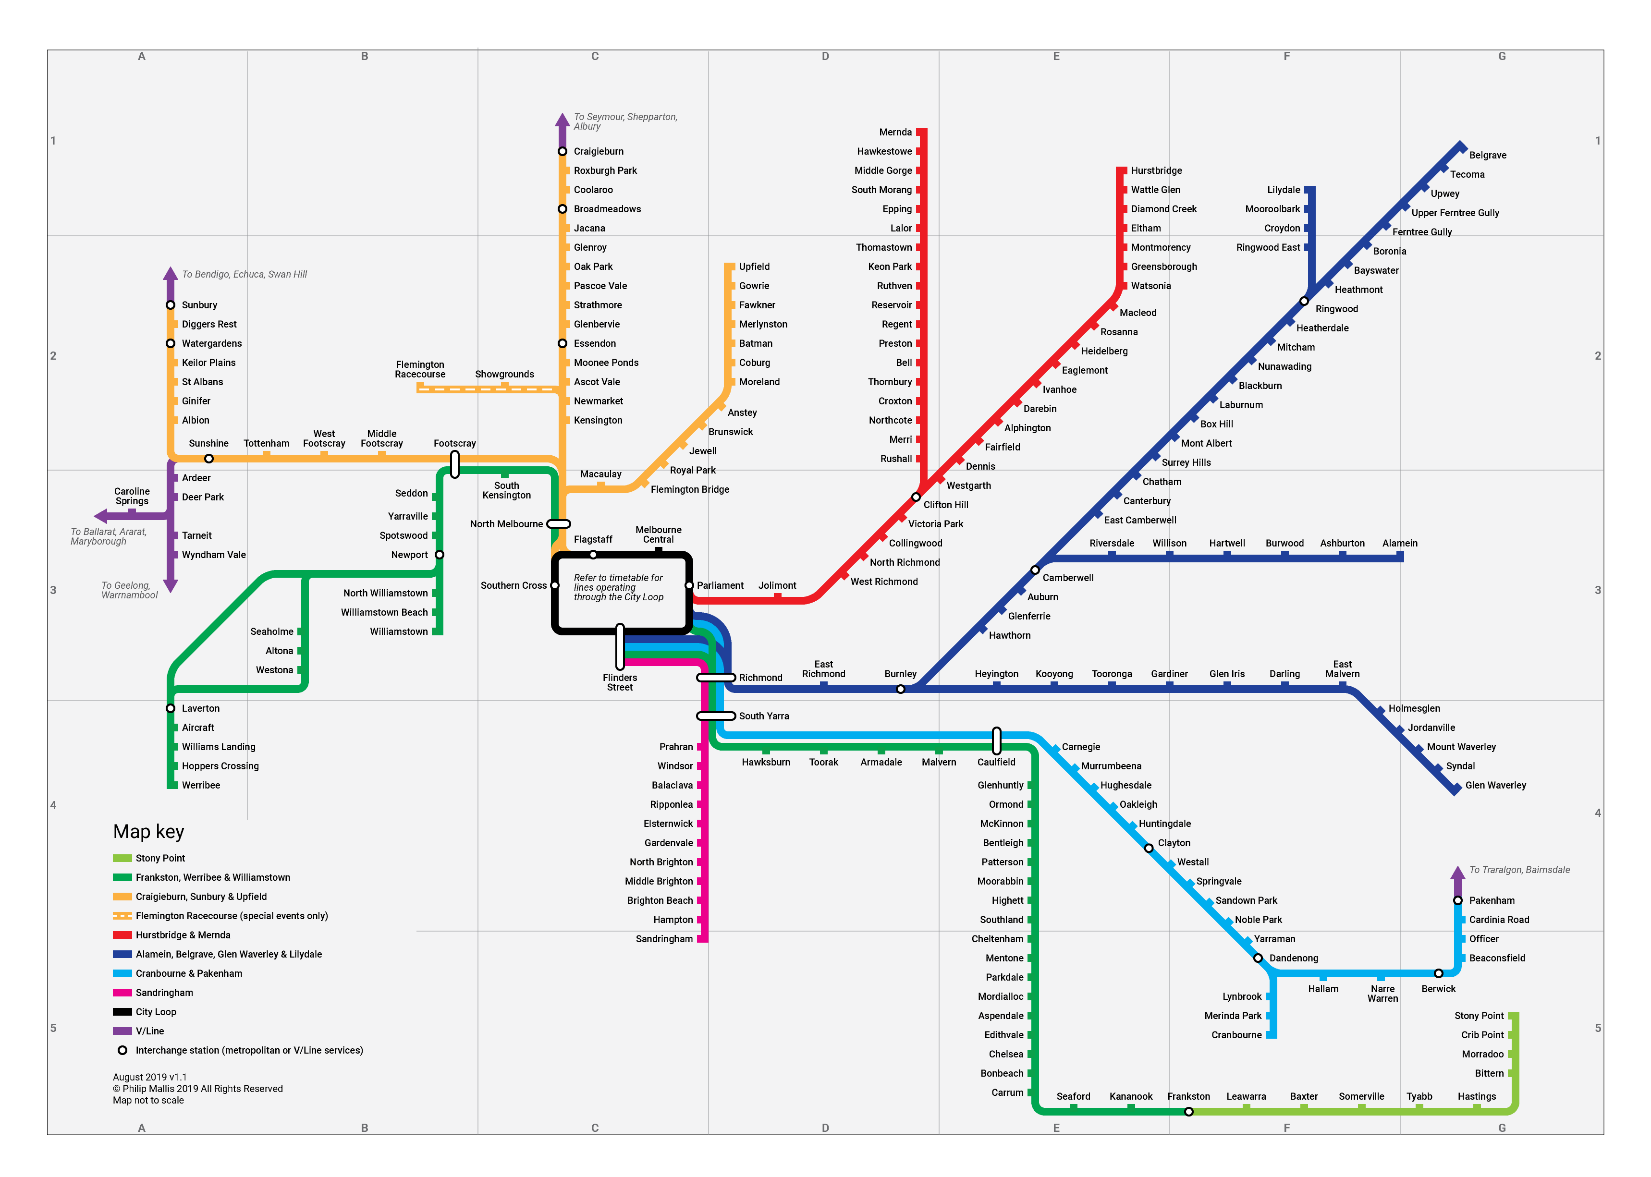 A B C D E F G
1
To Seymour, Shepparton,
Albury
Craigieburn
Roxburgh Park
Coolaroo
Broadmeadows
Jacana
Glenroy
Oak Park
Pascoe Vale
Strathmore
Glenbervie
Essendon
Moonee Ponds
Ascot Vale
Newmarket
Kensington
Mernda
Hawkestowe
Middle Gorge
South Morang
Epping
Lalor
Thomastown
Keon Park
Ruthven
Reservoir
Regent
Preston
Bell
Thornbury
Croxton
Northcote
Merri
Rushall
Hurstbridge
Wattle Glen
Diamond Creek
Eltham
Montmorency
Greensborough
Watsonia
Macleod
Rosanna
Heidelberg
Eaglemont
Ivanhoe
Darebin
Alphington
Fairfield
Dennis
Westgarth
Clifton Hill
Victoria Park
Collingwood
North Richmond
West Richmond
Jolimont
Lilydale
Mooroolbark
Croydon
Ringwood East
1
Belgrave
Tecoma
Upwey
Upper Ferntree Gully
Ferntree Gully
Boronia
Bayswater
Heathmont
Ringwood
Heatherdale
Mitcham
Nunawading
Blackburn
Laburnum
Box Hill
Mont Albert
Surrey Hills
Chatham
Canterbury
East Camberwell
Camberwell
Auburn
Glenferrie
Hawthorn
Riversdale
Willison
Hartwell
Burwood
Ashburton
Alamein
2
2
To Bendigo, Echuca, Swan Hill
Sunbury
Diggers Rest
Watergardens
Keilor Plains
St Albans
Ginifer
Albion
Sunshine
Tottenham
West
Footscray
Middle
Footscray
Footscray
Flemington
Racecourse
Showgrounds
Upfield
Gowrie
Fawkner
Merlynston
Batman
Coburg
Moreland
Anstey
Brunswick
Jewell
Royal Park
Flemington Bridge
Macaulay
Ardeer
Deer Park
Caroline
Springs
To Ballarat, Ararat,
Maryborough
Tarneit
Wyndham Vale
To Geelong,
Warrnambool
3
3
South
Kensington
North Melbourne
Seddon
Yarraville
Spotswood
Newport
North Williamstown
Williamstown Beach
Williamstown
Seaholme
Altona
Westona
Laverton
Aircraft
Williams Landing
Hoppers Crossing
Werribee
Flagstaff
Melbourne
Central
Southern Cross
Refer to timetable for
lines operating
through the City Loop
Parliament
Flinders
Street
Richmond
East
Richmond
Burnley
Heyington
Kooyong
Tooronga
Gardiner
Glen Iris
Darling
East
Malvern
Holmesglen
Jordanville
Mount Waverley
Syndal
Glen Waverley
South Yarra
Prahran
Windsor
Balaclava
Ripponlea
Elsternwick
Gardenvale
North Brighton
Middle Brighton
Brighton Beach
Hampton
Sandringham
4
4
Hawksburn
Toorak
Armadale
Malvern
Caulfield
Carnegie
Murrumbeena
Hughesdale
Oakleigh
Huntingdale
Clayton
Westall
Springvale
Sandown Park
Noble Park
Yarraman
Dandenong
Lynbrook
Merinda Park
Cranbourne
Hallam
Narre
Warren
Berwick
To Traralgon, Bairnsdale
Pakenham
Cardinia Road
Officer
Beaconsfield
Glenhuntly
Ormond
McKinnon
Bentleigh
Patterson
Moorabbin
Highett
Southland
Cheltenham
Mentone
Parkdale
Mordialloc
Aspendale
Edithvale
Chelsea
Bonbeach
Carrum
Seaford
Kananook
Frankston
Leawarra
Baxter
Somerville
Tyabb
Hastings
Stony Point
Crib Point
Morradoo
Bittern
5
5
Map key
Stony Point
Frankston, Werribee & Williamstown
Craigieburn, Sunbury & Upfield
Flemington Racecourse (special events only)
Hurstbridge & Mernda
Alamein, Belgrave, Glen Waverley & Lilydale
Cranbourne & Pakenham
Sandringham
City Loop
V/Line
Interchange station (metropolitan or V/Line services)
August 2019 v1.1
© Philip Mallis 2019 All Rights Reserved
Map not to scale
A B C D E F G